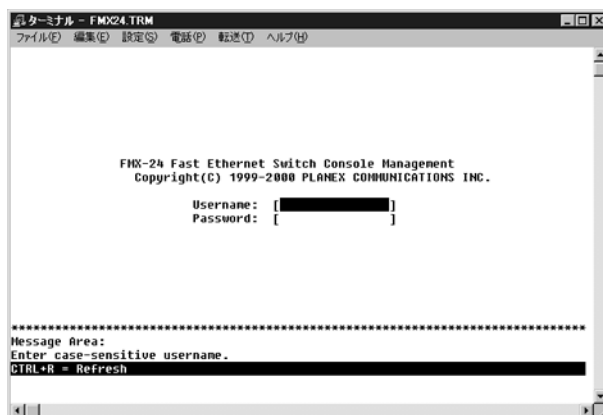 ターミナル - FMX24.TRM
ファイル(F) 編集(E) 設定(S) 電話(P) 転送(T) ヘルプ(H)
FMX-24 Fast Ethernet Switch Console Management
Copyright(C) 1999-2000 PLANEX COMMUNICATIONS INC.
Username: [ ]
Password: [ ]
********************************************************************************
Message Area:
Enter case-sensitive username.
CTRL+R = Refresh